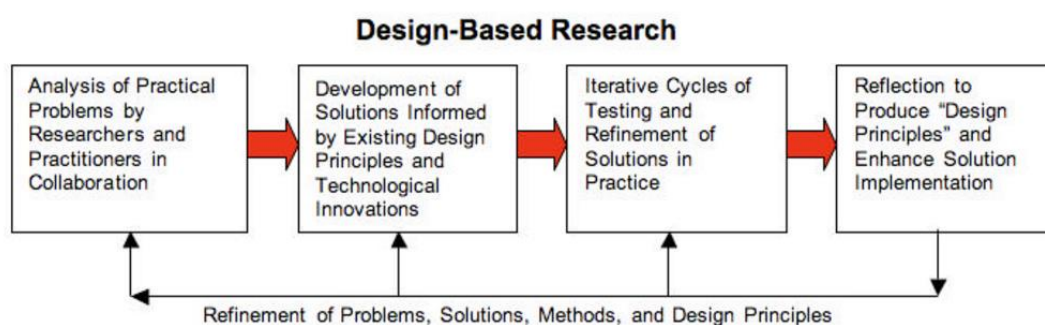 Design-Based Research
Analysis of Practical
Problems by
Researchers and
Practitioners in
Collaboration
Development of
Solutions Informed
by Existing Design
Principles and
Technological
Innovations
Iterative Cycles of
Testing and
Refinement of
Solutions in
Practice
Reflection to
Produce “Design
Principles” and
Enhance Solution
Implementation
Refinement of Problems, Solutions, Methods, and Design Principles